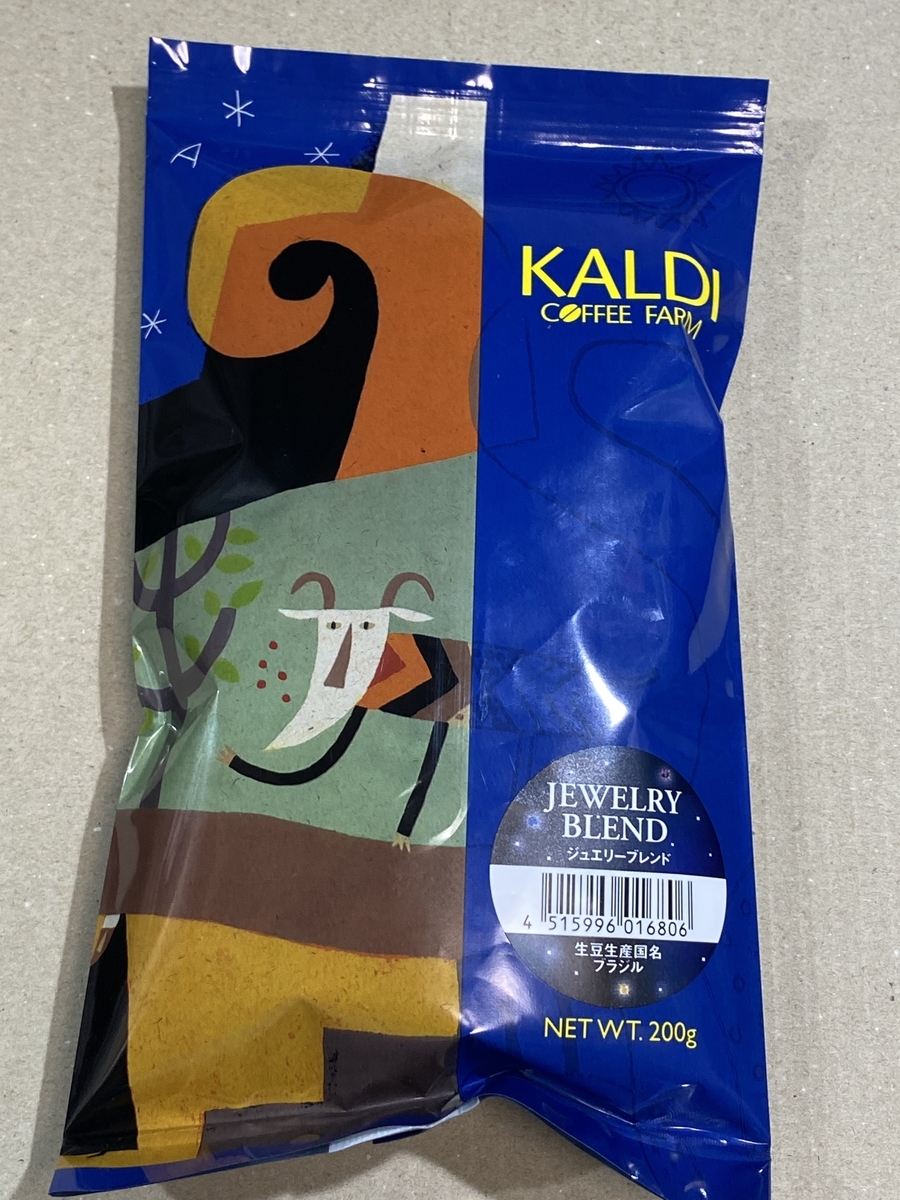 KALDI
COFFEE FARM
JEWELRY
BLEND
ジュエリーブレンド
4 515996 016806
生豆生産国名
ブラジル
NET WT. 200g